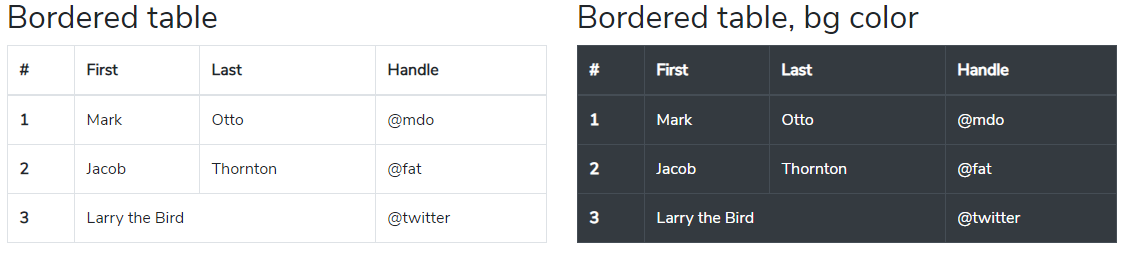 Bordered table
# First Last Handle
1 Mark Otto @mdo
2 Jacob Thornton @fat
3 Larry the Bird @twitter
Bordered table, bg color
# First Last Handle
1 Mark Otto @mdo
2 Jacob Thornton @fat
3 Larry the Bird @twitter